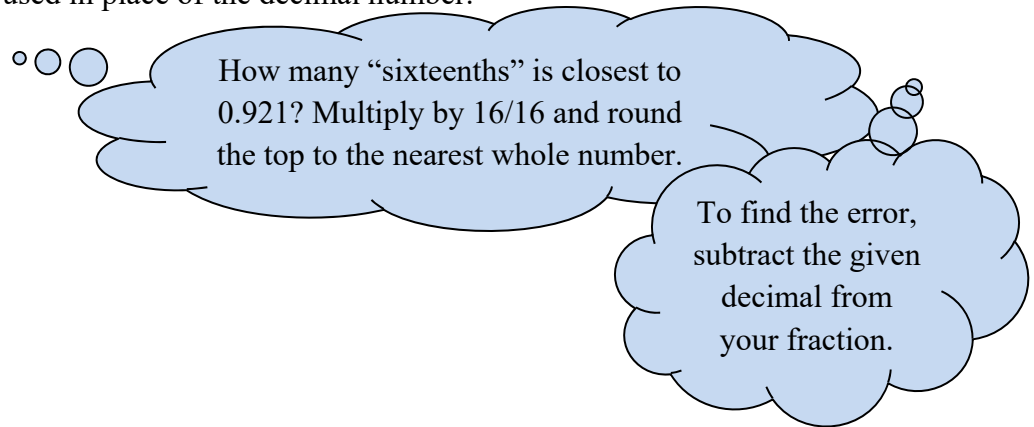 used in place of the decimal number.
How many “sixteenths” is closest to
0.921? Multiply by 16/16 and round
the top to the nearest whole number.
To find the error,
subtract the given
decimal from
your fraction.